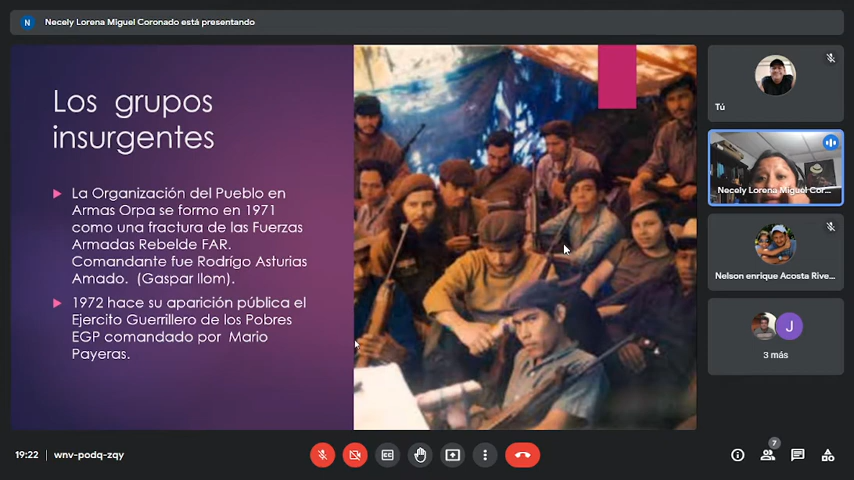 N Necely Lorena Miguel Coronado está presentando
Los grupos
insurgentes
La Organización del Pueblo en
Armas Orpa se formo en 1971
como una fractura de las Fuerzas
Armadas Rebelde FAR.
Comandante fue Rodrígo Asturias
Amado. (Gaspar Ilom).
1972 hace su aparición pública el
Ejercito Guerrillero de los Pobres
EGP comandado por Mario
Payeras.
Tú
Necely Lorena Miguel Cor...
Nelson enrique Acosta Rive...
J
3 más
19:22 | wnv-podq-zqy
CC
7